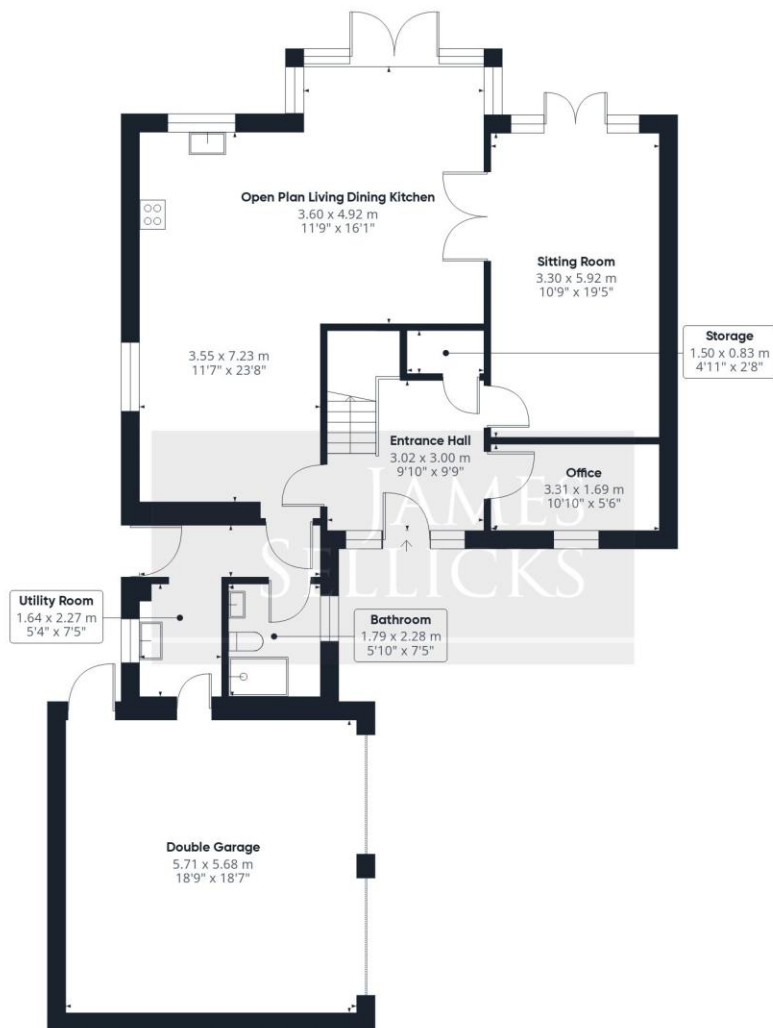 Open Plan Living Dining Kitchen
3.60 x 4.92 m
11'9" x 16'1"
Sitting Room
3.30 x 5.92 m
10'9" x 19'5"
Storage
1.50 x 0.83 m
4'11" x 2'8"
3.55 x 7.23 m
11'7" x 23'8"
Entrance Hall
3.02 x 3.00 m
9'10" x 9'9"
Office
3.31 x 1.69 m
10'10" x 5'6"
JAMES
SELLICKS
Utility Room
1.64 x 2.27 m
5'4" x 7'5"
Bathroom
1.79 x 2.28 m
5'10" x 7'5"
Double Garage
5.71 x 5.68 m
18'9" x 18'7"